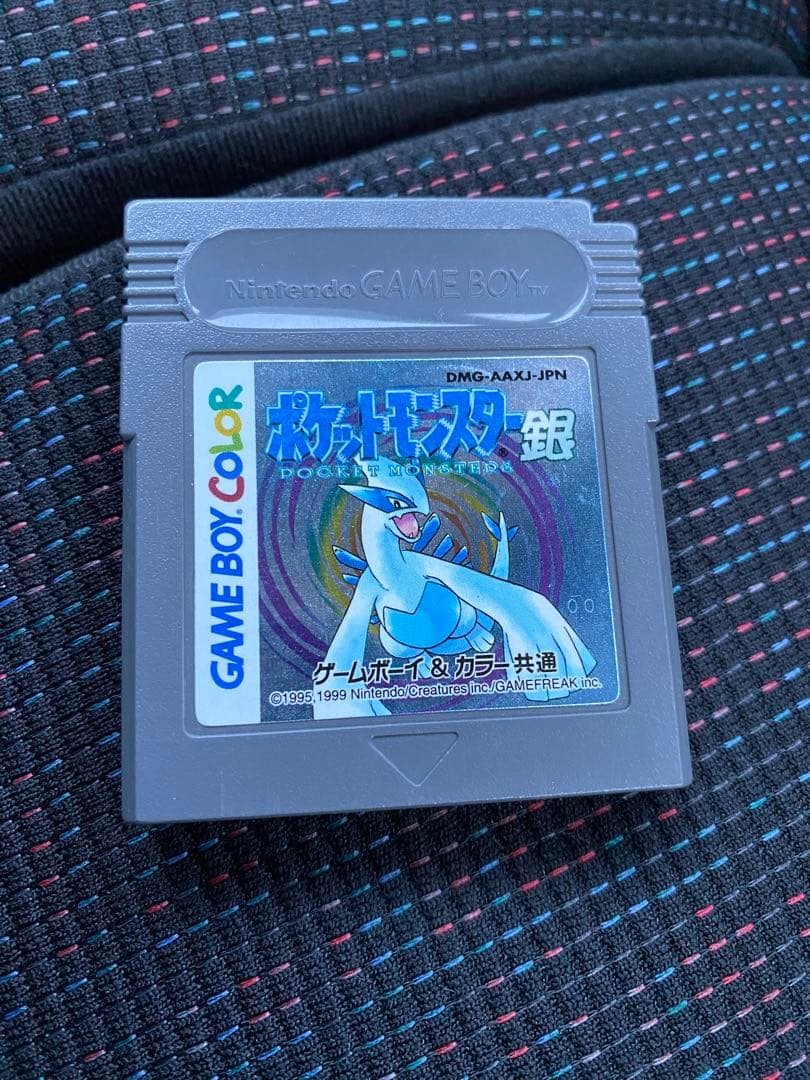 Nintendo GAME BOY™
DMG-AAXJ-JPN
ポケットモンスター®銀
POCKET MONSTERS
GAME BOY® COLOR
00
ゲームボーイ & カラー共通
©1995,1999 Nintendo/Creatures inc./GAMEFREAK inc.